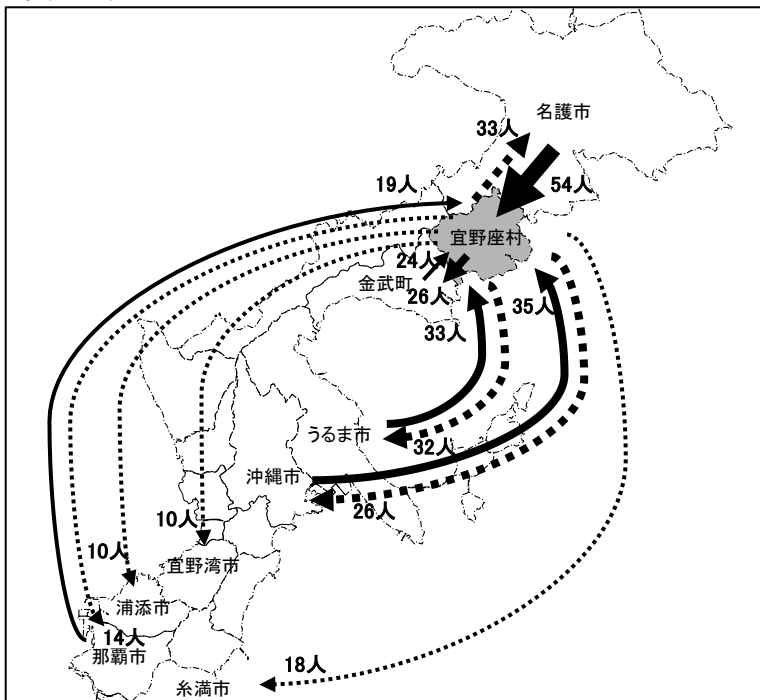 名護市
33人
54人
19人
宜野座村
24人
金武町
26人
35人
33人
うるま市
32人
沖縄市
26人
10人
10人
宜野湾市
浦添市
14人
那覇市
18人
糸満市